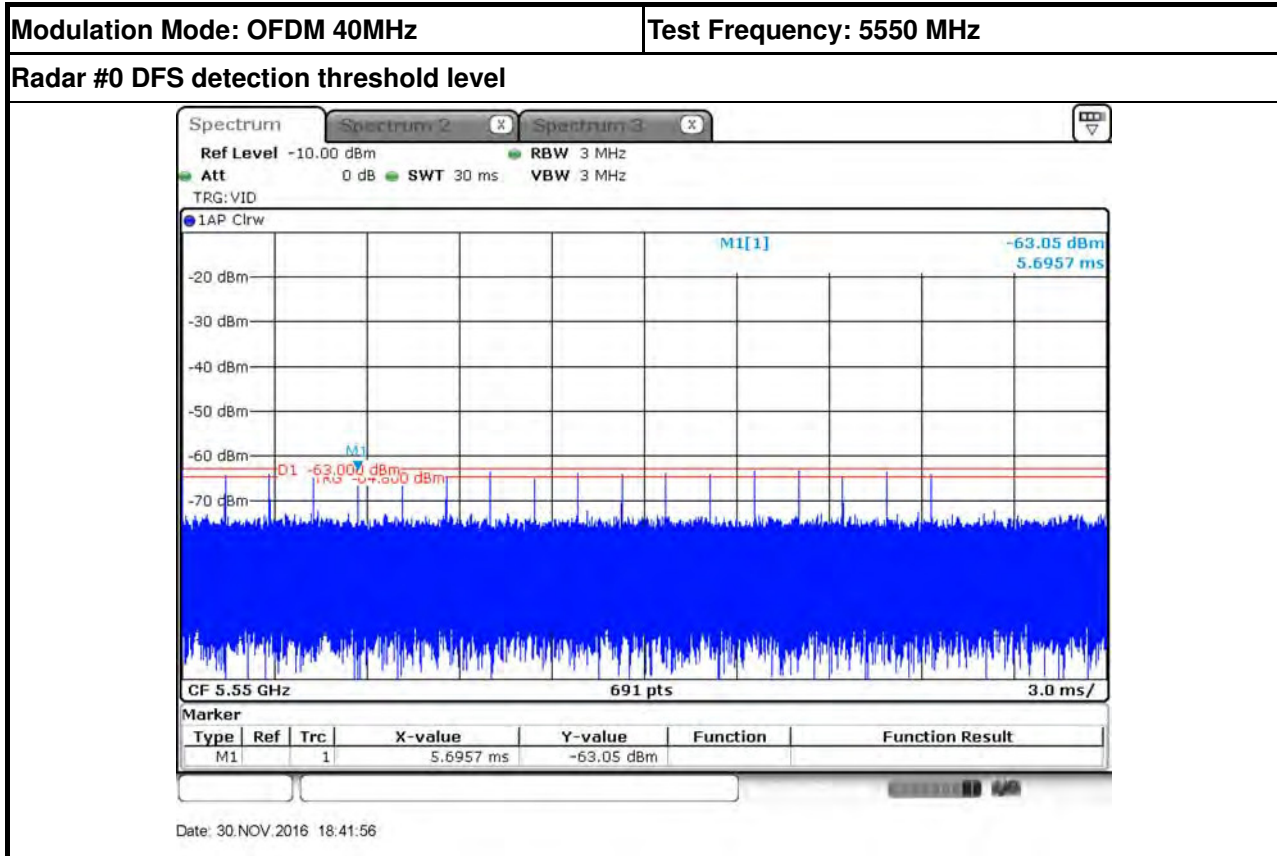 Modulation Mode: OFDM 40MHz
Test Frequency: 5550 MHz
Radar #0 DFS detection threshold level
Spectrum
Spectrum 2 X
Spectrum 3 X
Ref Level -10.00 dBm
RBW 3 MHz
Att 0 dB SWT 30 ms VBW 3 MHz
TRG:VID
1AP Clrw
M1[1] -63.05 dBm
5.6957 ms
-20 dBm
-30 dBm
-40 dBm
-50 dBm
-60 dBm
M1
D1 -63.000 dBm
TRG -64.800 dBm
-70 dBm
CF 5.55 GHz 691 pts 3.0 ms/
Marker
Type Ref Trc X-value Y-value Function Function Result
M1 1 5.6957 ms -63.05 dBm
Date: 30.NOV.2016 18:41:56